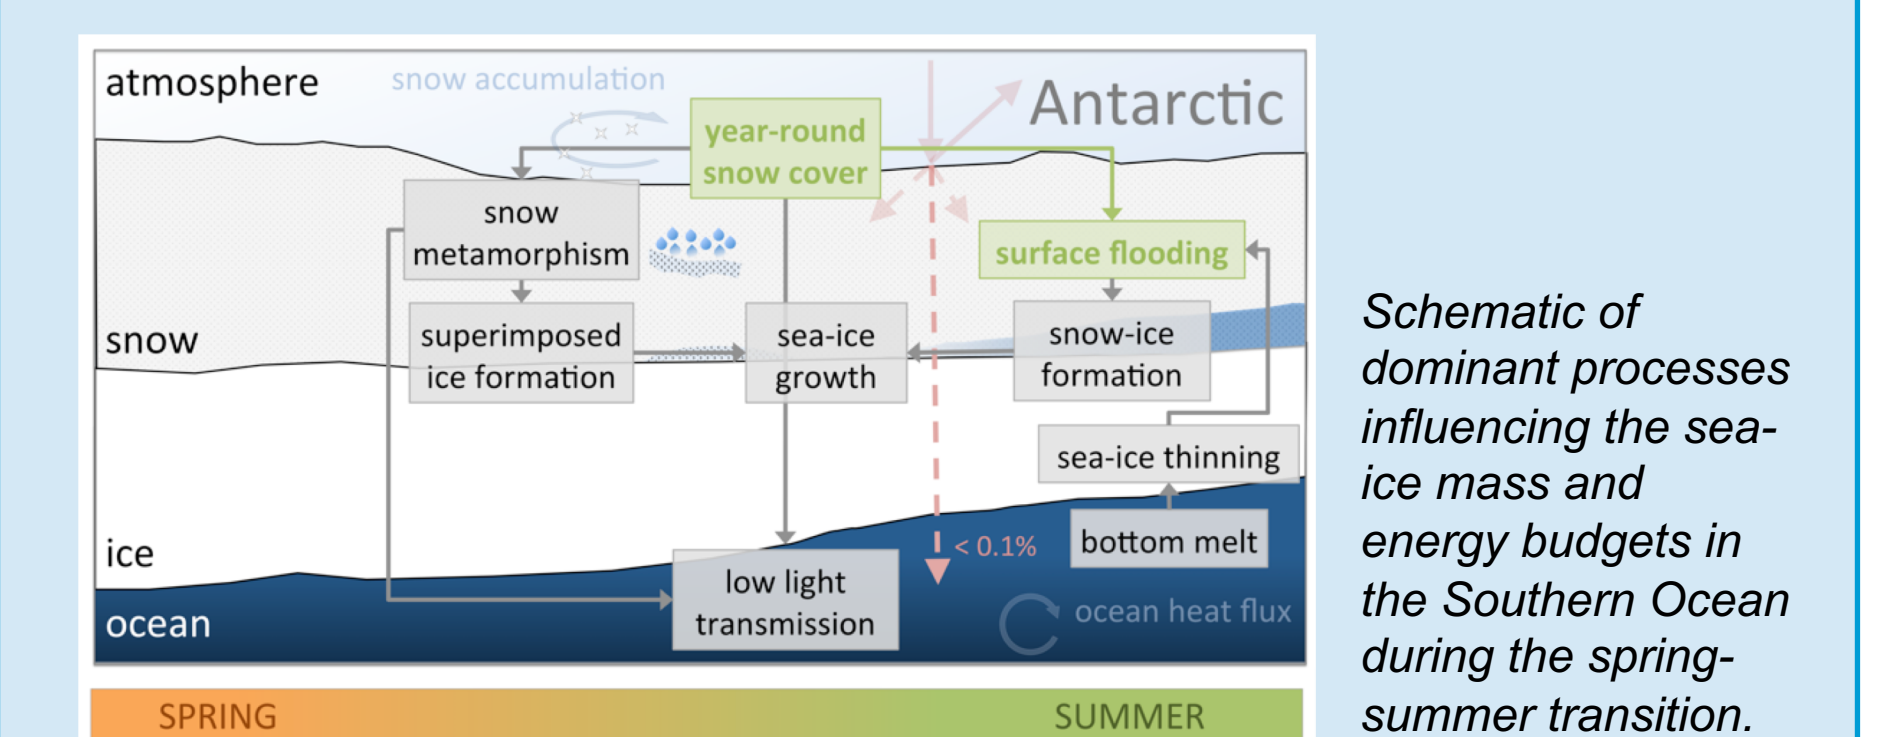 atmosphere
snow accumulation
Antarctic
year-round
snow cover
snow
metamorphism
surface flooding
snow
superimposed
ice formation
sea-ice
growth
snow-ice
formation
sea-ice thinning
ice
< 0.1%
bottom melt
low light
transmission
ocean
ocean heat flux
SPRING
SUMMER
Schematic of
dominant processes
influencing the sea-
ice mass and
energy budgets in
the Southern Ocean
during the spring-
summer transition.